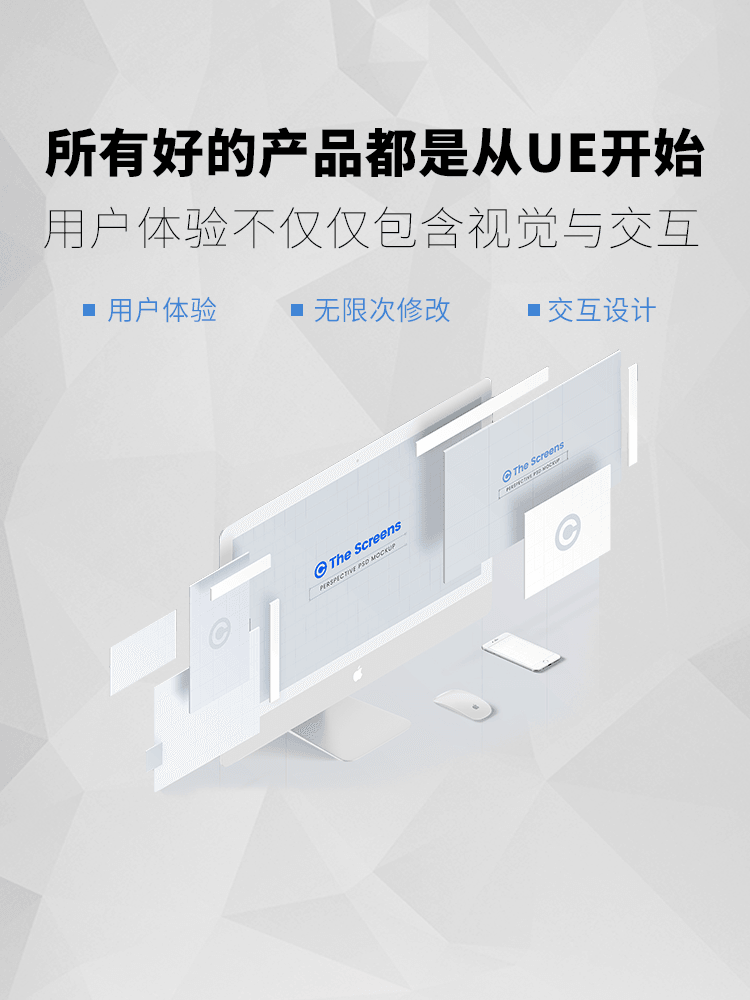 所有好的产品都是从UE开始
用户体验不仅仅包含视觉与交互
用户体验 无限次修改 交互设计
The Screens
PERSPECTIVE PSD MOCKUP
The Screens
PERSPECTIVE PSD MOCKUP